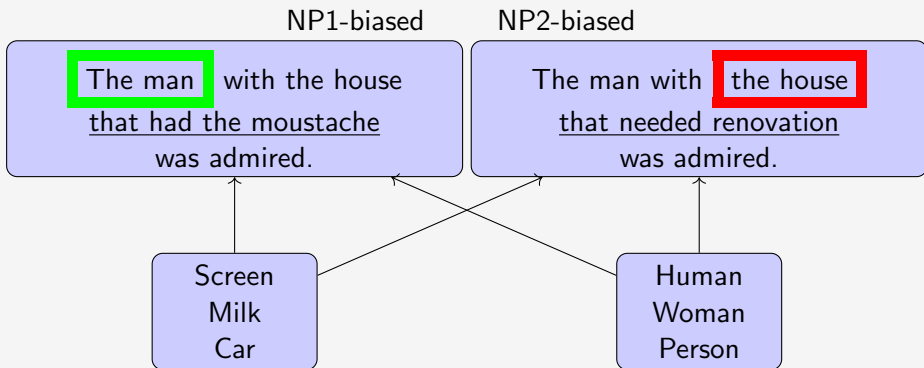 NP1-biased
NP2-biased
The man with the house
that had the moustache
was admired.
The man with the house
that needed renovation
was admired.
Screen
Milk
Car
Human
Woman
Person